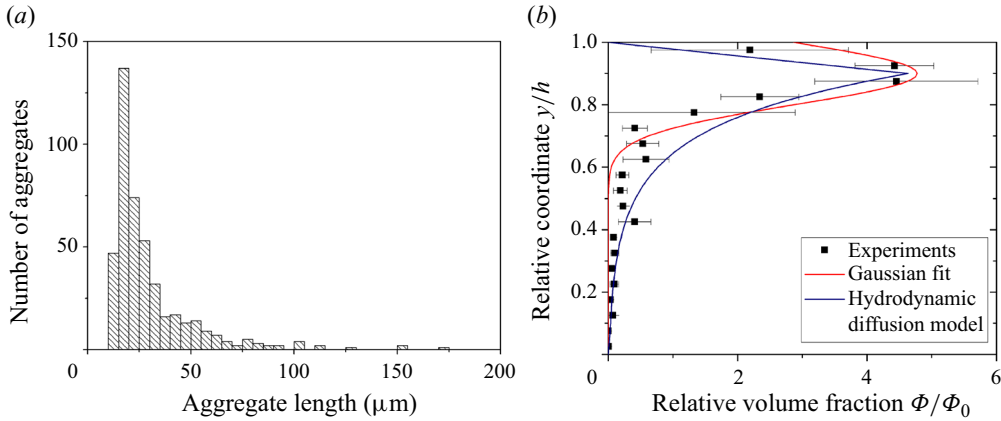 (a)
150
100
50
0
50
100
150
200
Number of aggregates
Aggregate length (μm)
(b)
1.0
0.8
0.6
0.4
0.2
0
2
4
6
Relative coordinate y/h
Relative volume fraction Φ/Φ0
Experiments
Gaussian fit
Hydrodynamic
diffusion model